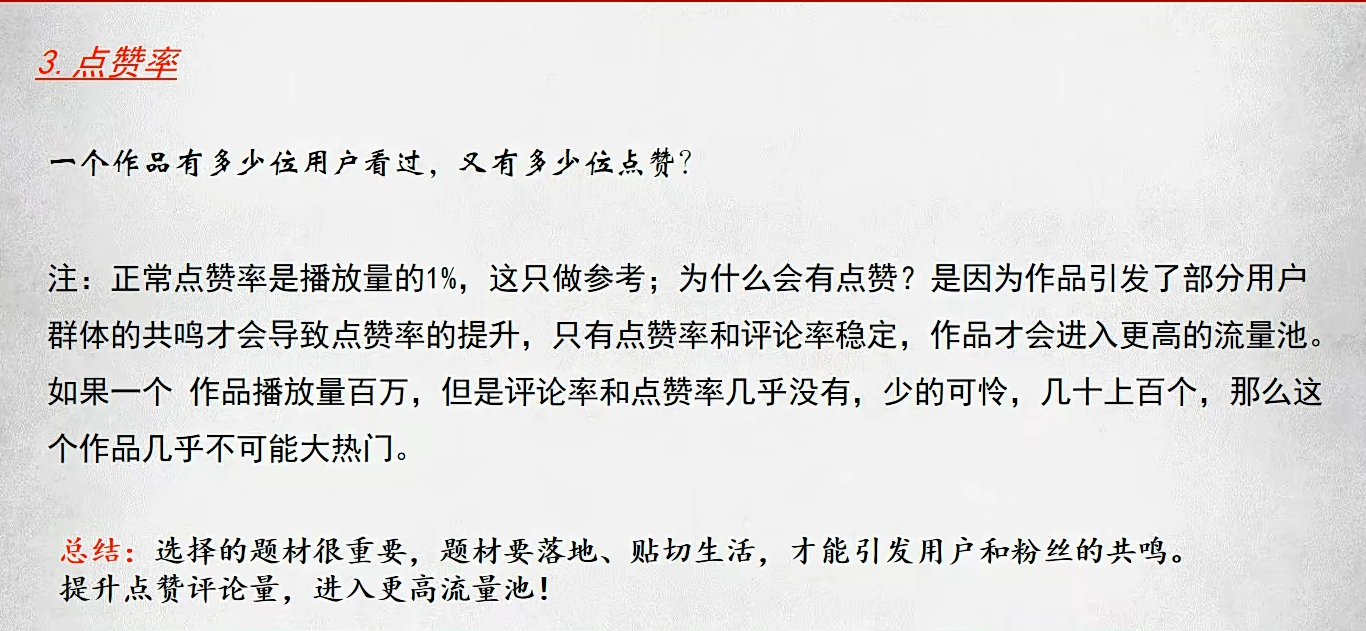 3. 点赞率
一个作品有多少位用户看过，又有多少位点赞？
注：正常点赞率是播放量的1%，这只做参考；为什么会有点赞？是因为作品引发了部分用户
群体的共鸣才会导致点赞率的提升，只有点赞率和评论率稳定，作品才会进入更高的流量池。
如果一个 作品播放量百万，但是评论率和点赞率几乎没有，少的可怜，几十上百个，那么这
个作品几乎不可能大热门。
总结：选择的题材很重要，题材要落地、贴切生活，才能引发用户和粉丝的共鸣。
提升点赞评论量，进入更高流量池！